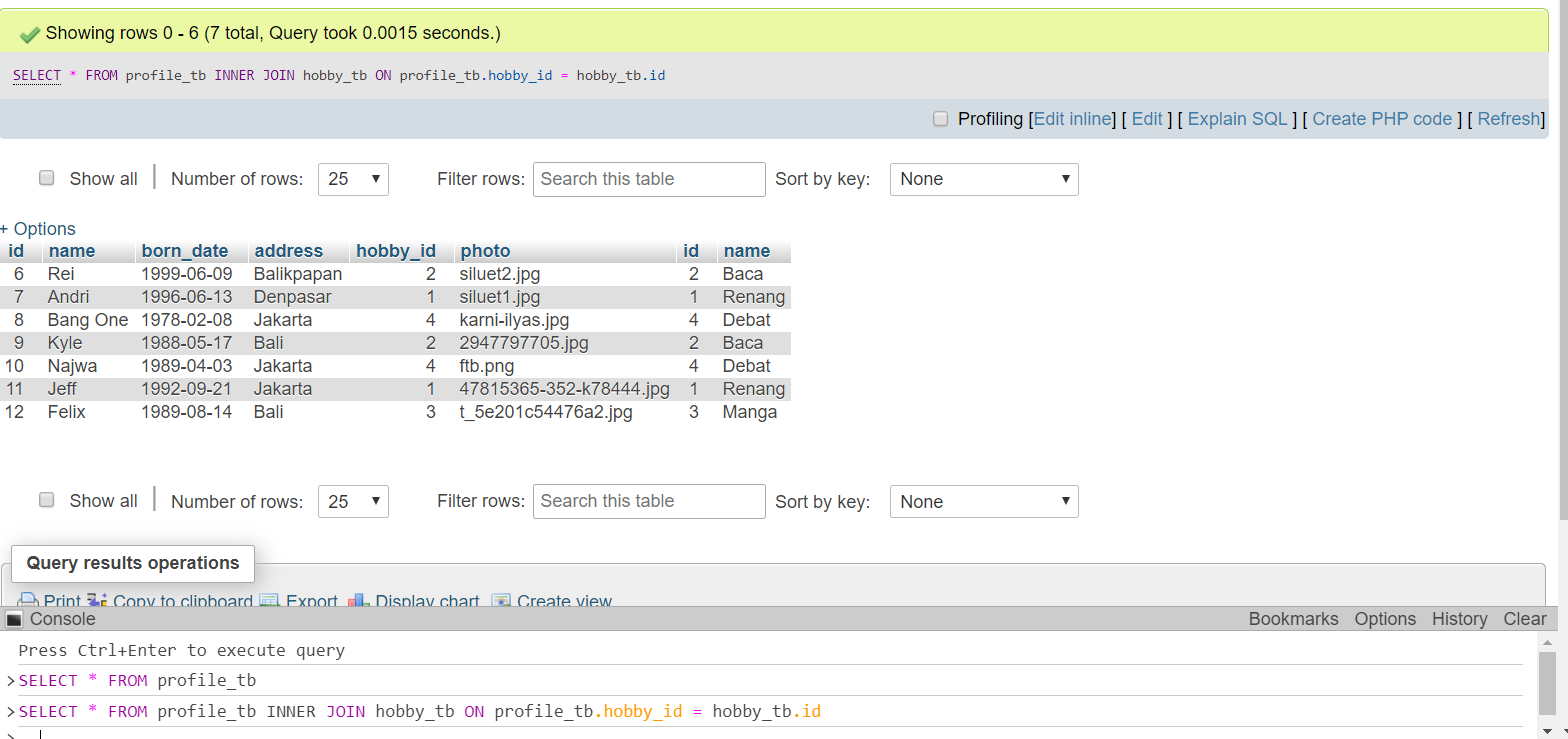 Showing rows 0 - 6 (7 total, Query took 0.0015 seconds.)
SELECT * FROM profile_tb INNER JOIN hobby_tb ON profile_tb.hobby_id = hobby_tb.id
Profiling [Edit inline] [ Edit ] [ Explain SQL ] [ Create PHP code ] [ Refresh]
Show all | Number of rows: 25 Filter rows: Search this table Sort by key: None
+ Options
id name born_date address hobby_id photo id name
6 Rei 1999-06-09 Balikpapan 2 siluet2.jpg 2 Baca
7 Andri 1996-06-13 Denpasar 1 siluet1.jpg 1 Renang
8 Bang One 1978-02-08 Jakarta 4 karni-ilyas.jpg 4 Debat
9 Kyle 1988-05-17 Bali 2 2947797705.jpg 2 Baca
10 Najwa 1989-04-03 Jakarta 4 ftb.png 4 Debat
11 Jeff 1992-09-21 Jakarta 1 47815365-352-k78444.jpg 1 Renang
12 Felix 1989-08-14 Bali 3 t_5e201c54476a2.jpg 3 Manga
Show all | Number of rows: 25 Filter rows: Search this table Sort by key: None
Query results operations
Print Copy to clipboard Export Display chart Create view
Console Bookmarks Options History Clear
Press Ctrl+Enter to execute query
>SELECT * FROM profile_tb
>SELECT * FROM profile_tb INNER JOIN hobby_tb ON profile_tb.hobby_id = hobby_tb.id
>